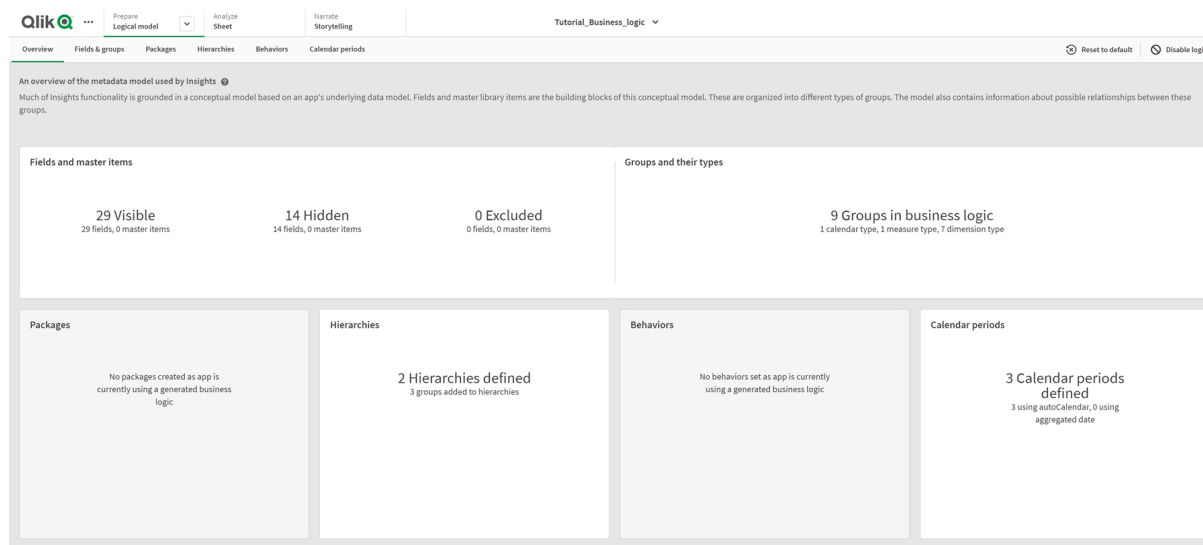 Qlik
Prepare
Logical model
Analyze
Sheet
Narrate
Storytelling
Tutorial_Business_logic
Overview
Fields & groups
Packages
Hierarchies
Behaviors
Calendar periods
Reset to default
Disable logi
An overview of the metadata model used by Insights
Much of Insights functionality is grounded in a conceptual model based on an app's underlying data model. Fields and master library items are the building blocks of this conceptual model. These are organized into different types of groups. The model also contains information about possible relationships between these
groups.
Fields and master items
29 Visible
29 fields, 0 master items
14 Hidden
14 fields, 0 master items
0 Excluded
0 fields, 0 master items
Groups and their types
9 Groups in business logic
1 calendar type, 1 measure type, 7 dimension type
Packages
No packages created as app is
currently using a generated business
logic
Hierarchies
2 Hierarchies defined
3 groups added to hierarchies
Behaviors
No behaviors set as app is currently
using a generated business logic
Calendar periods
3 Calendar periods
defined
3 using autoCalendar, 0 using
aggregated date